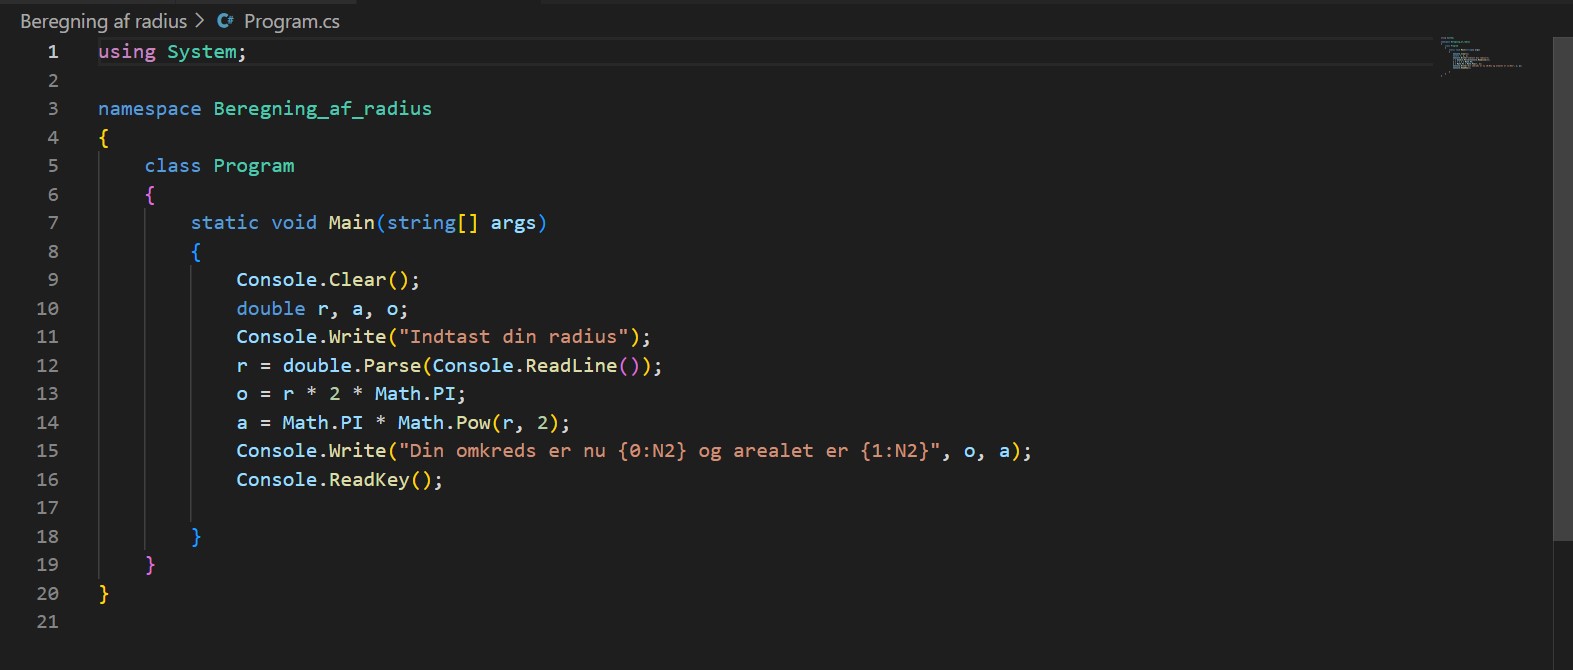 Beregning af radius > C# Program.cs
1 using System;
2
3 namespace Beregning_af_radius
4 {
5 class Program
6 {
7 static void Main(string[] args)
8 {
9 Console.Clear();
10 double r, a, o;
11 Console.Write("Indtast din radius");
12 r = double.Parse(Console.ReadLine());
13 o = r * 2 * Math.PI;
14 a = Math.PI * Math.Pow(r, 2);
15 Console.Write("Din omkreds er nu {0:N2} og arealet er {1:N2}", o, a);
16 Console.ReadKey();
17
18 }
19 }
20 }
21